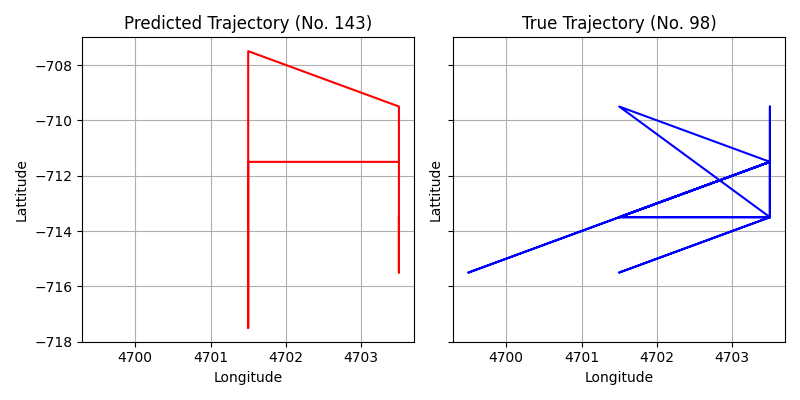 Predicted Trajectory (No. 143)
True Trajectory (No. 98)
Lattitude
−708
−710
−712
−714
−716
−718
4700
4701
4702
4703
Longitude
Lattitude
4700
4701
4702
4703
Longitude